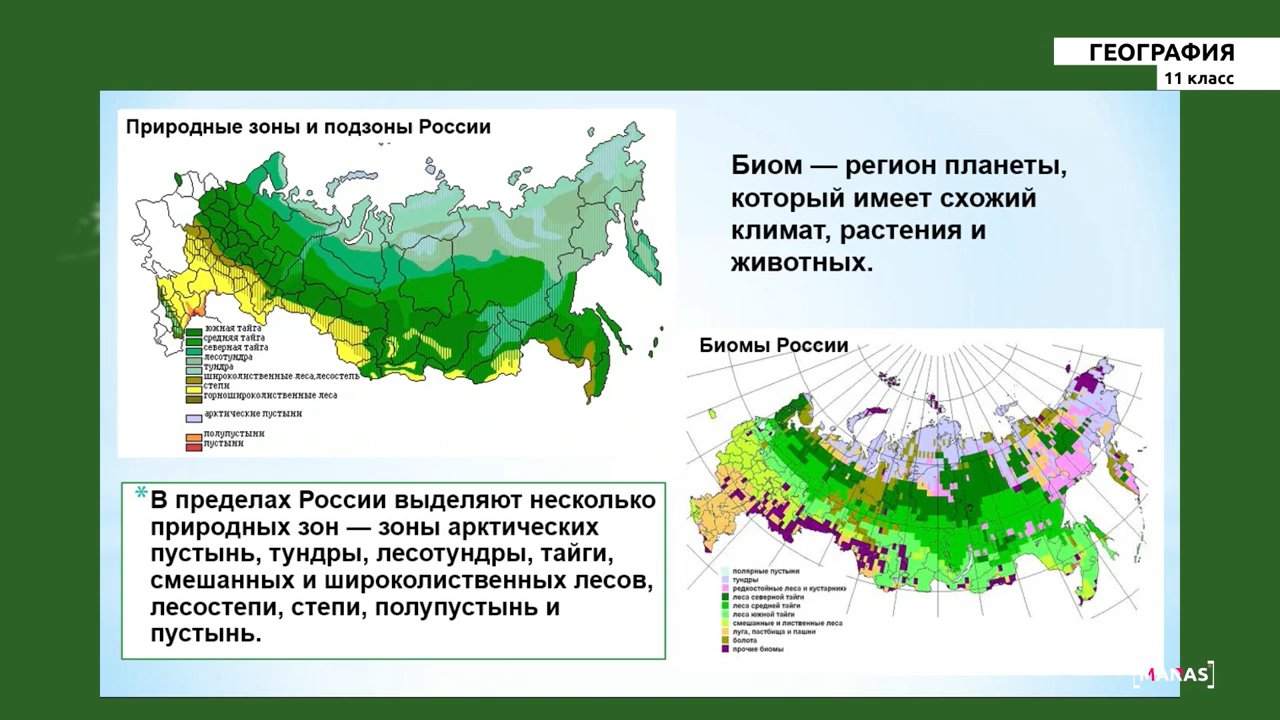 ГЕОГРАФИЯ
11 класс
Природные зоны и подзоны России
южная тайга
средняя тайга
северная тайга
лесотундра
тундра
широколиственные леса,лесостепь
степи
горношироколиственные леса
арктические пустыни
полупустыни
пустыни
Биом — регион планеты,
который имеет схожий
климат, растения и
животных.
*В пределах России выделяют несколько
природных зон — зоны арктических
пустынь, тундры, лесотундры, тайги,
смешанных и широколиственных лесов,
лесостепи, степи, полупустынь и
пустынь.
Биомы России
полярные пустыни
тундры
редкостойные леса и кустарники
леса северной тайги
леса средней тайги
леса южной тайги
смешанные и лиственные леса
луга, пастбища и пашни
болота
прочие биомы
MANAS